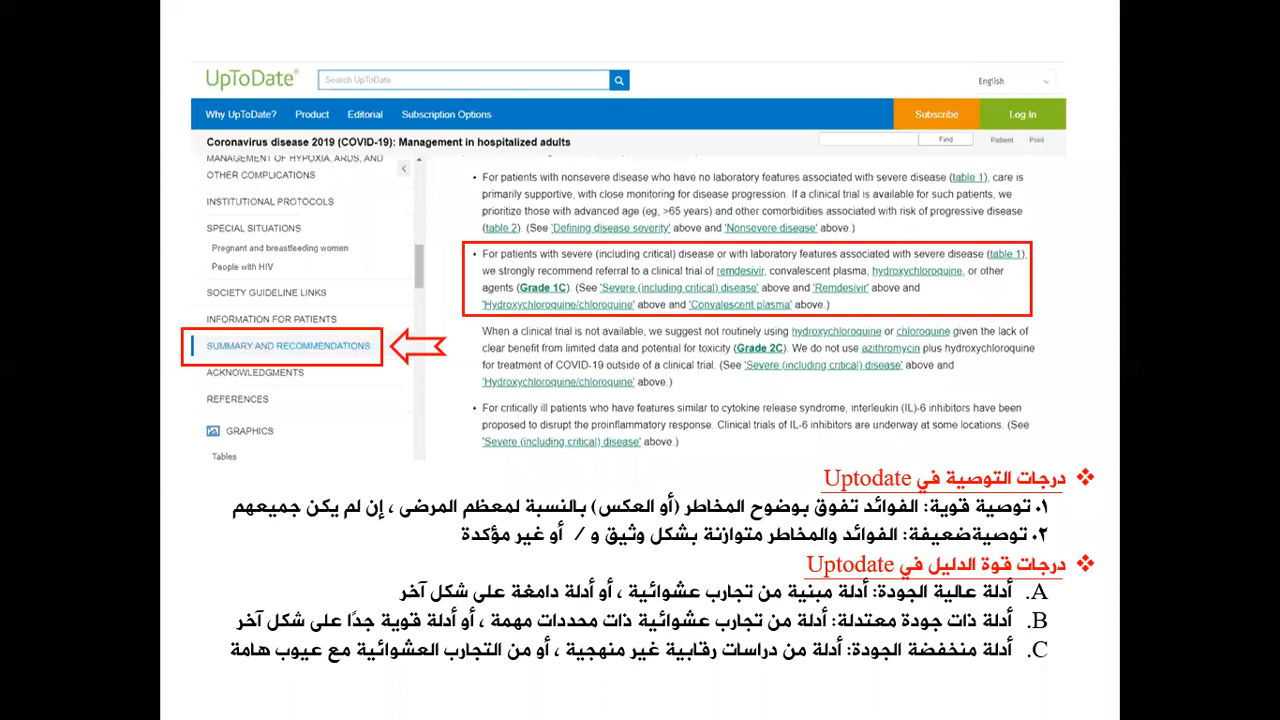 UpToDate®
Search UpToDate
English
Why UpToDate? Product Editorial Subscription Options
Subscribe
Log In
Coronavirus disease 2019 (COVID-19): Management in hospitalized adults
Find
Patient
Print
MANAGEMENT OF HYPOXIA, ARDS, AND
OTHER COMPLICATIONS
INSTITUTIONAL PROTOCOLS
SPECIAL SITUATIONS
Pregnant and breastfeeding women
People with HIV
SOCIETY GUIDELINE LINKS
INFORMATION FOR PATIENTS
SUMMARY AND RECOMMENDATIONS
ACKNOWLEDGMENTS
REFERENCES
GRAPHICS
Tables
• For patients with nonsevere disease who have no laboratory features associated with severe disease (table 1), care is
primarily supportive, with close monitoring for disease progression. If a clinical trial is available for such patients, we
prioritize those with advanced age (eg, >65 years) and other comorbidities associated with risk of progressive disease
(table 2). (See 'Defining disease severity' above and 'Nonsevere disease' above.)
• For patients with severe (including critical) disease or with laboratory features associated with severe disease (table 1),
we strongly recommend referral to a clinical trial of remdesivir, convalescent plasma, hydroxychloroquine, or other
agents (Grade 1C). (See 'Severe (including critical) disease' above and 'Remdesivir' above and
'Hydroxychloroquine/chloroquine' above and 'Convalescent plasma' above.)
When a clinical trial is not available, we suggest not routinely using hydroxychloroquine or chloroquine given the lack of
clear benefit from limited data and potential for toxicity (Grade 2C). We do not use azithromycin plus hydroxychloroquine
for treatment of COVID-19 outside of a clinical trial. (See 'Severe (including critical) disease' above and
'Hydroxychloroquine/chloroquine' above.)
• For critically ill patients who have features similar to cytokine release syndrome, interleukin (IL)-6 inhibitors have been
proposed to disrupt the proinflammatory response. Clinical trials of IL-6 inhibitors are underway at some locations. (See
'Severe (including critical) disease' above.)
❖ درجات التوصية في Uptodate
٠١ توصية قوية: الفوائد تفوق بوضوح المخاطر (أو العكس) بالنسبة لمعظم المرضى ، إن لم يكن جميعهم
٠٢ توصيةضعيفة: الفوائد والمخاطر متوازنة بشكل وثيق و / أو غير مؤكدة
❖ درجات قوة الدليل في Uptodate
A. أدلة عالية الجودة: أدلة مبنية من تجارب عشوائية ، أو أدلة دامغة على شكل آخر
B. أدلة ذات جودة معتدلة: أدلة من تجارب عشوائية ذات محددات مهمة ، أو أدلة قوية جدًا على شكل آخر
C. أدلة منخفضة الجودة: أدلة من دراسات رقابية غير منهجية ، أو من التجارب العشوائية مع عيوب هامة